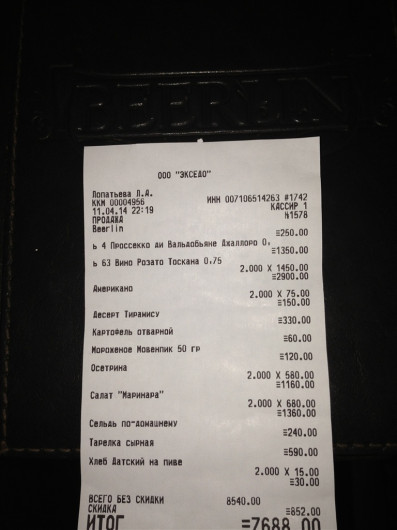 BEERLIN
ООО "ЭКСЕДО"
Лопатьева Л.А.
ККМ 00004956 ИНН 007106514263 #1742
11.04.14 22:19 КАССИР 1
ПРОДАЖА №1578
Beerlin
≡250.00
ь 4 Проссекко ди Вальдобьяне Дхаллоро 0,
≡1350.00
ь 63 Вино Розато Тоскана 0,75
2.000 X 1450.00
≡2900.00
Американо
2.000 X 75.00
≡150.00
Десерт Тирамису
≡330.00
Картофель отварной
≡60.00
Мороженое Мовенпик 50 гр
≡120.00
Осетрина
2.000 X 580.00
≡1160.00
Салат "Маринара"
2.000 X 680.00
≡1360.00
Сельдь по-домашнему
≡240.00
Тарелка сырная
≡590.00
Хлеб Датский на пиве
2.000 X 15.00
≡30.00
ВСЕГО БЕЗ СКИДКИ 8540.00
СКИДКА ≡852.00
ИТОГ ≡7688.00